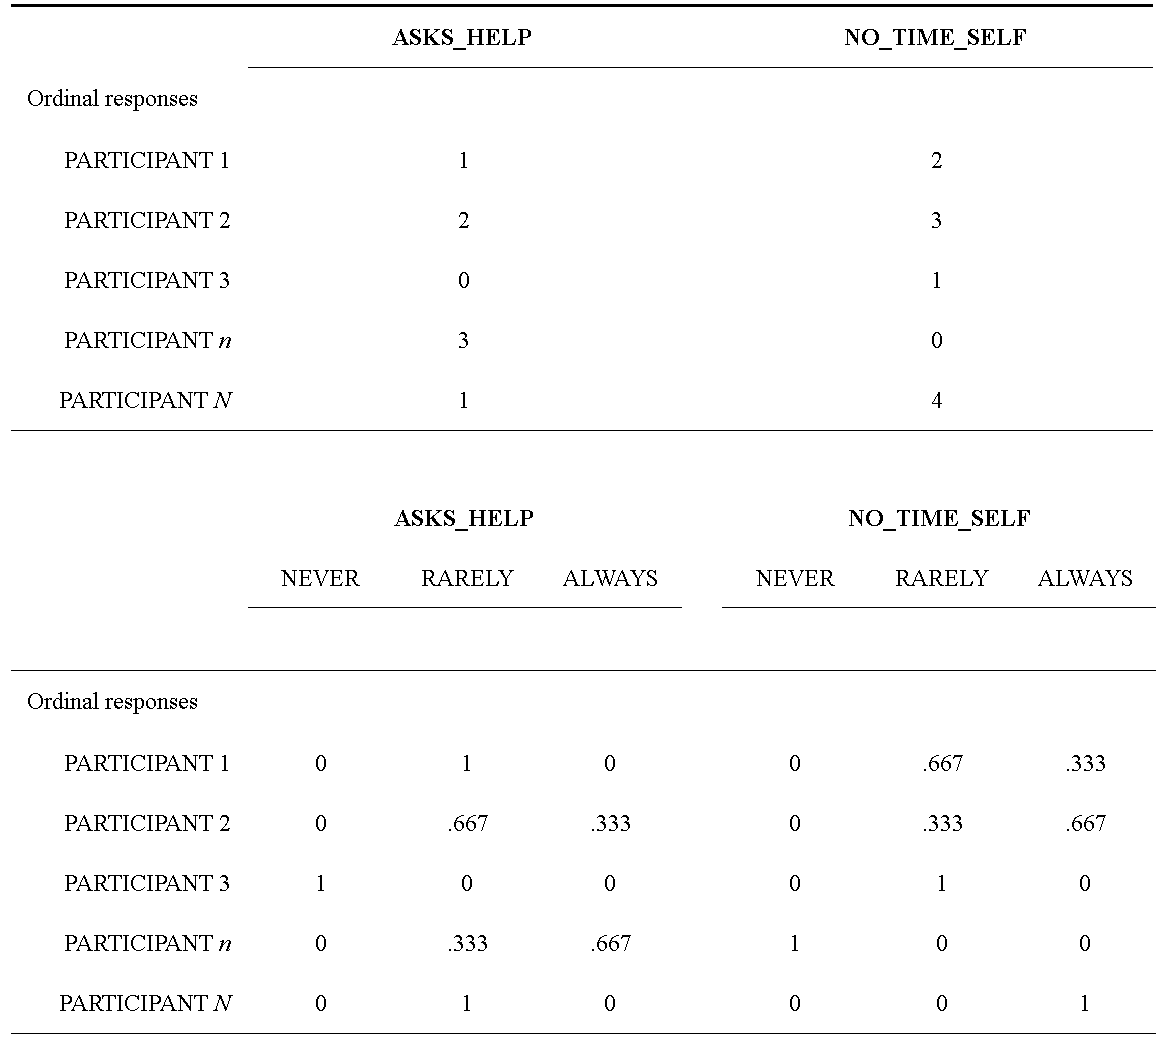 ASKS_HELP NO_TIME_SELF
Ordinal responses
PARTICIPANT 1 1 2
PARTICIPANT 2 2 3
PARTICIPANT 3 0 1
PARTICIPANT n 3 0
PARTICIPANT N 1 4
ASKS_HELP NO_TIME_SELF
NEVER RARELY ALWAYS NEVER RARELY ALWAYS
Ordinal responses
PARTICIPANT 1 0 1 0 0 .667 .333
PARTICIPANT 2 0 .667 .333 0 .333 .667
PARTICIPANT 3 1 0 0 0 1 0
PARTICIPANT n 0 .333 .667 1 0 0
PARTICIPANT N 0 1 0 0 0 1